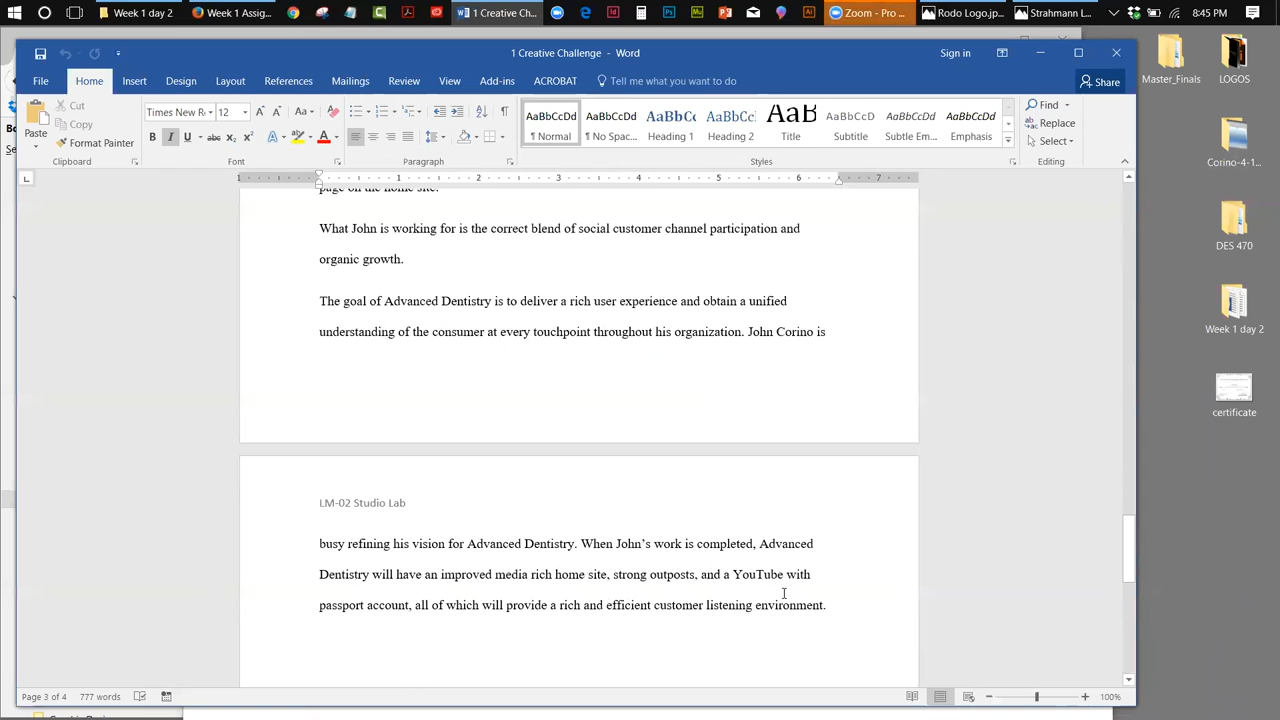 Week 1 day 2
Week 1 Assig...
1 Creative Ch...
Zoom - Pro ...
Rodo Logo.jp...
Strahmann L...
8:45 PM
1 Creative Challenge - Word
Sign in
File
Home
Insert
Design
Layout
References
Mailings
Review
View
Add-ins
ACROBAT
Tell me what you want to do
Share
Paste
Cut
Copy
Format Painter
Clipboard
Times New R
12
Font
Paragraph
AaBbCcDd
¶ Normal
AaBbCcDd
¶ No Spac...
AaBbCc
Heading 1
AaBbCcD
Heading 2
AaB
Title
AaBbCcD
Subtitle
AaBbCcDd
Subtle Em...
AaBbCcDd
Emphasis
Styles
Find
Replace
Select
Editing
page on the home site.
What John is working for is the correct blend of social customer channel participation and
organic growth.
The goal of Advanced Dentistry is to deliver a rich user experience and obtain a unified
understanding of the consumer at every touchpoint throughout his organization. John Corino is
LM-02 Studio Lab
busy refining his vision for Advanced Dentistry. When John's work is completed, Advanced
Dentistry will have an improved media rich home site, strong outposts, and a YouTube with
passport account, all of which will provide a rich and efficient customer listening environment.
Page 3 of 4
777 words
100%
Master_Finals
LOGOS
Corino-4-1...
DES 470
Week 1 day 2
certificate